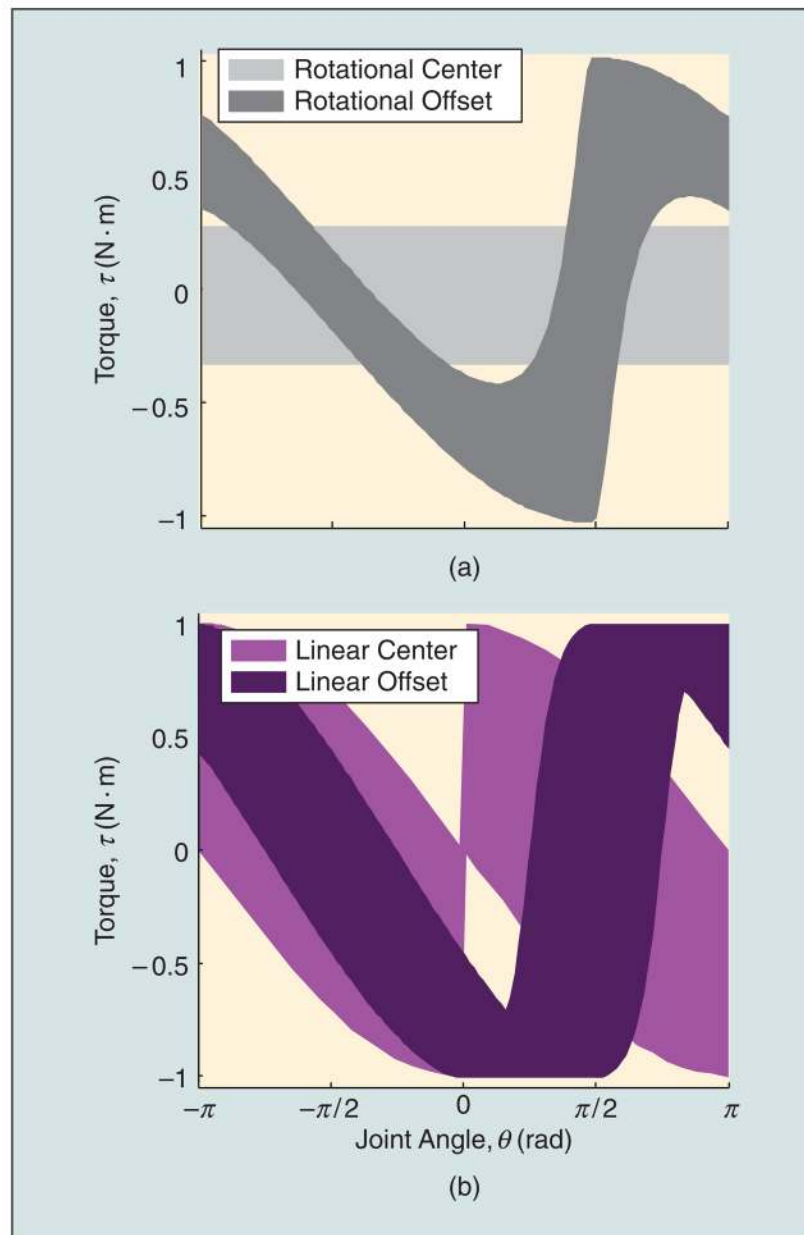 1
0.5
0
−0.5
−1
Torque, τ (N · m)
Rotational Center
Rotational Offset
(a)
1
0.5
0
−0.5
−1
Torque, τ (N · m)
Linear Center
Linear Offset
−π −π/2 0 π/2 π
Joint Angle, θ (rad)
(b)